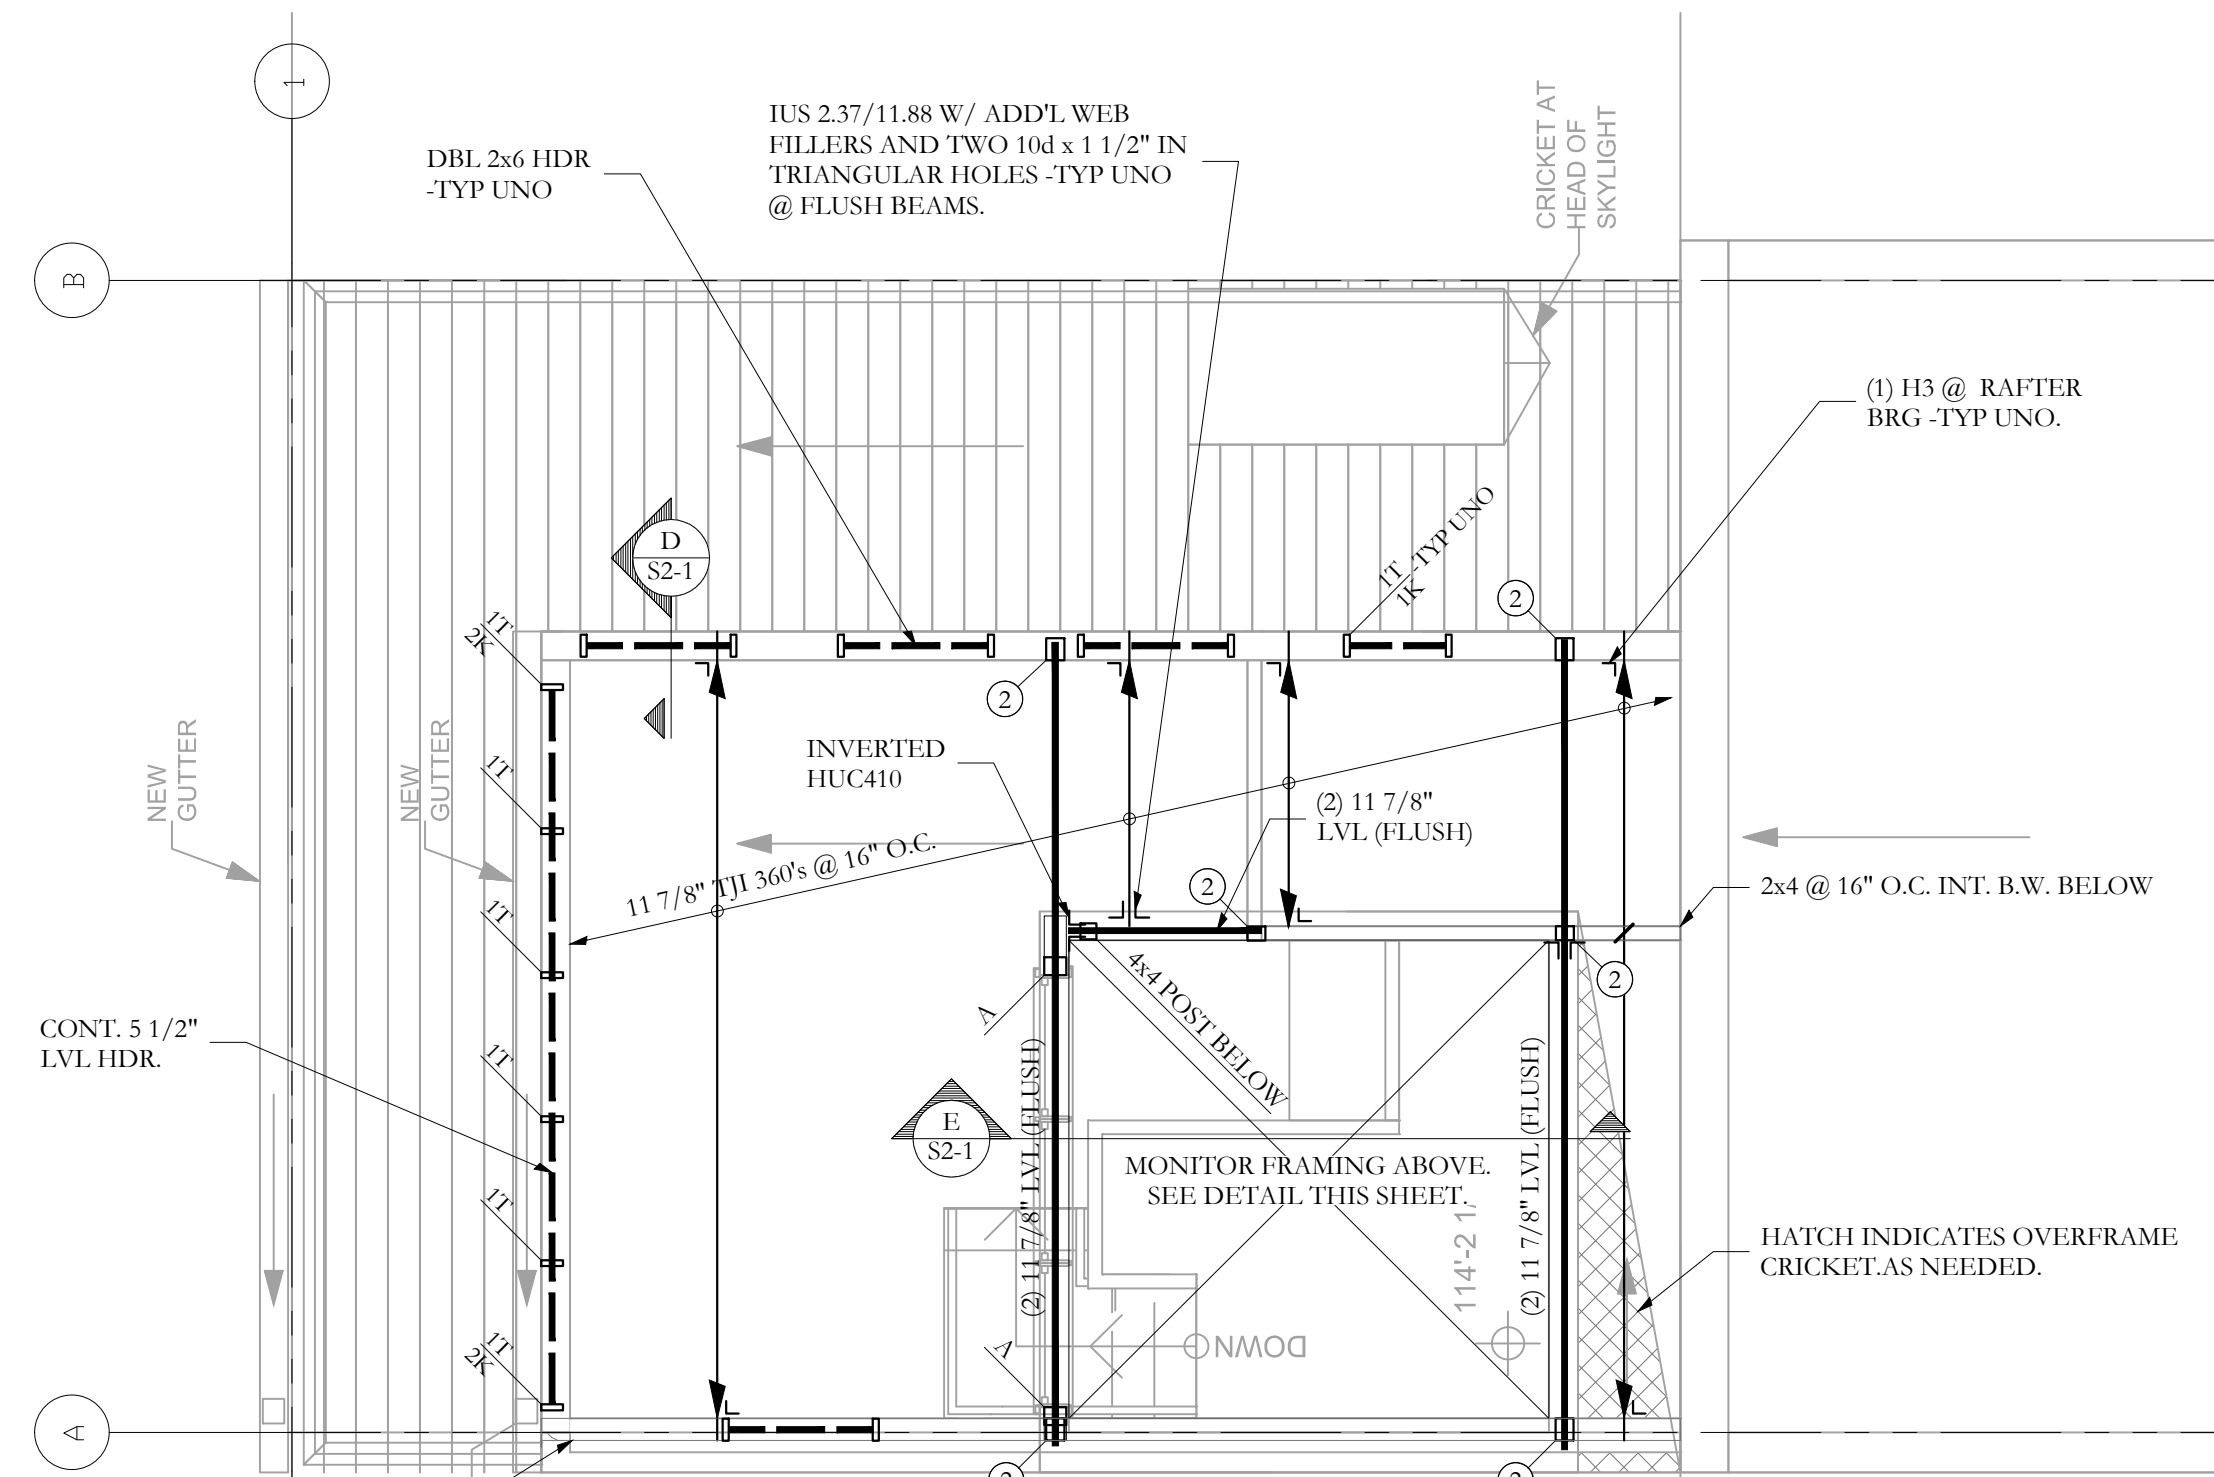 1
IUS 2.37/11.88 W/ ADD'L WEB
FILLERS AND TWO 10d x 1 1/2" IN
TRIANGULAR HOLES -TYP UNO
@ FLUSH BEAMS.
DBL 2x6 HDR
-TYP UNO
CRICKET AT
HEAD OF
SKYLIGHT
B
(1) H3 @ RAFTER
BRG -TYP UNO.
D
S2-1
1T
1K
-TYP UNO
2
1T
2K
2
NEW
GUTTER
NEW
GUTTER
1T
INVERTED
HUC410
(2) 11 7/8"
LVL (FLUSH)
11 7/8" TJI 360's @ 16" O.C.
2
2x4 @ 16" O.C. INT. B.W. BELOW
1T
2
A
4x4 POST BELOW
CONT. 5 1/2"
LVL HDR.
1T
(2) 11 7/8" LVL (FLUSH)
(2) 11 7/8" LVL (FLUSH)
E
S2-1
MONITOR FRAMING ABOVE.
SEE DETAIL THIS SHEET.
1T
114'-2 1/
HATCH INDICATES OVERFRAME
CRICKET.AS NEEDED.
1T
2K
A
DOWN
A
2
2